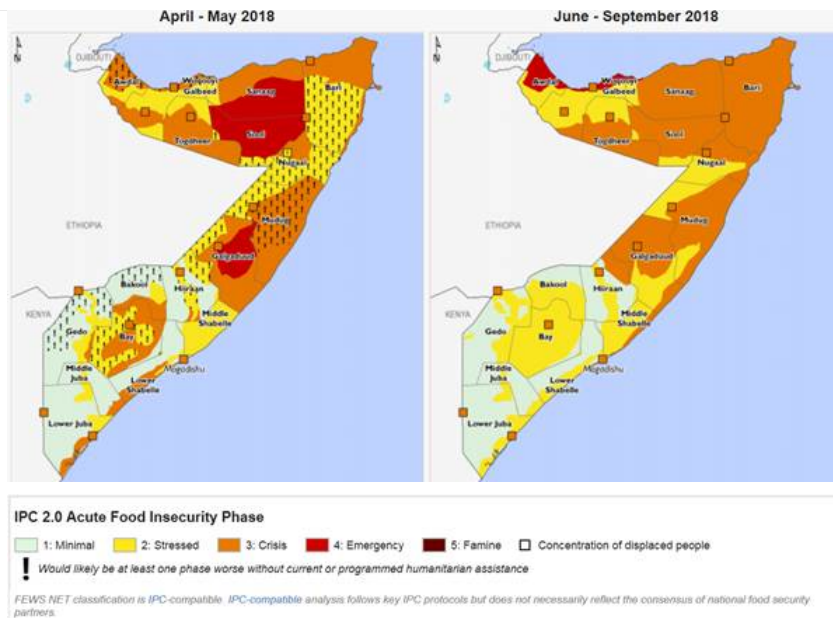 April - May 2018
June - September 2018
N
DJIBOUTI
Awdal
Woqooyi
Galbeed
Sanaag
Bari
Togdheer
Sool
Nugaal
ETHIOPIA
Mudug
Galgaduud
Bakool
Hiiraan
KENYA
Gedo
Bay
Middle
Shabelle
Middle
Juba
Lower
Shabelle
Mogadishu
Lower Juba
N
DJIBOUTI
Awdal
Woqooyi
Galbeed
Sanaag
Bari
Togdheer
Sool
Nugaal
ETHIOPIA
Mudug
Galgaduud
Bakool
Hiiraan
KENYA
Gedo
Bay
Middle
Shabelle
Middle
Juba
Lower
Shabelle
Mogadishu
Lower Juba
IPC 2.0 Acute Food Insecurity Phase
1: Minimal 2: Stressed 3: Crisis 4: Emergency 5: Famine Concentration of displaced people
! Would likely be at least one phase worse without current or programmed humanitarian assistance
FEWS NET classification is IPC-compatible IPC-compatible analysis follows key IPC protocols but does not necessarily reflect the consensus of national food security
partners.